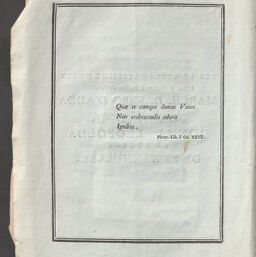 Quæ te cumque domat Venus
Non erubescendis adurit
Ignibus.
Horat. Lib. I Od. XXVII.